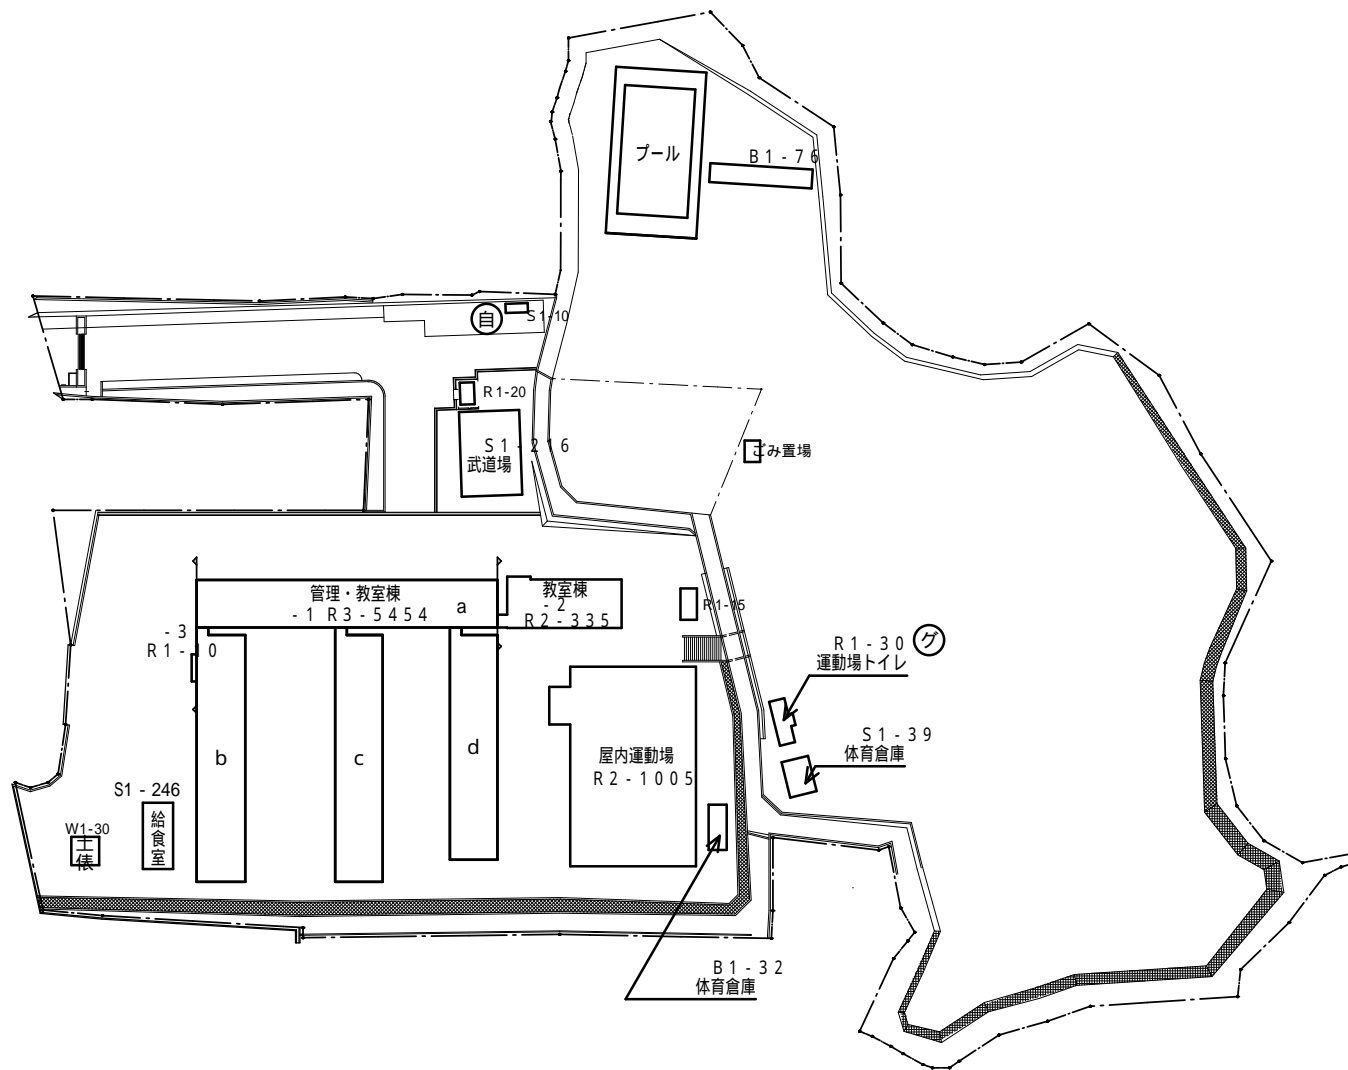 プール
B1-76
自
S1-10
R1-20
S1-216
武道場
ごみ置場
管理・教室棟
-1 R3-5454
a
教室棟
-2
R2-335
R1-15
-3
R1-10
R1-30
運動場トイレ
グ
S1-39
体育倉庫
b
c
d
屋内運動場
R2-1005
S1-246
給食室
W1-30
土俵
B1-32
体育倉庫